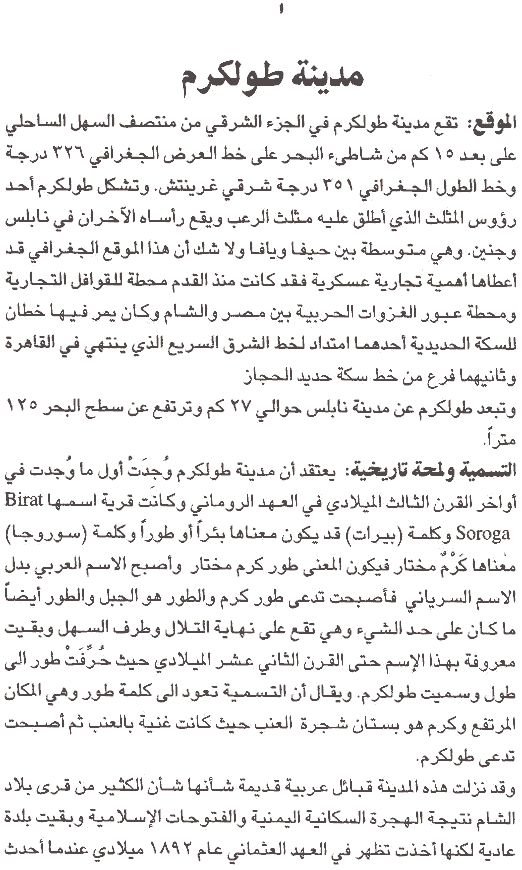 ١
مدينة طولكرم
الموقع: تقع مدينة طولكرم في الجزء الشرقي من منتصف السهل الساحلي
على بعد ١٥ كم من شاطىء البحر على خط العرض الجغرافي ٣٢٦ درجة
وخط الطول الجغرافي ٣٥١ درجة شرقي غرينتش. وتشكل طولكرم أحد
رؤوس المثلث الذي أطلق عليه مثلث الرعب ويقع رأساه الآخران في نابلس
وجنين. وهي متوسطة بين حيفا ويافا ولا شك أن هذا الموقع الجغرافي قد
أعطاها أهمية تجارية عسكرية فقد كانت منذ القدم محطة للقوافل التجارية
ومحطة عبور الغزوات الحربية بين مصر والشام وكان يمر فيها خطان
للسكة الحديدية أحدهما امتداد لخط الشرق السريع الذي ينتهي في القاهرة
وثانيهما فرع من خط سكة حديد الحجاز
وتبعد طولكرم عن مدينة نابلس حوالي ٢٧ كم وترتفع عن سطح البحر ١٢٥
متراً.
التسمية ولمحة تاريخية: يعتقد أن مدينة طولكرم وُجدَتْ أول ما وُجدت في
أواخر القرن الثالث الميلادي في العهد الروماني وكانت قرية اسمها Birat
Soroga وكلمة (بيرات) قد يكون معناها بئراً أو طوراً وكلمة (سوروجا)
معناها كَرْمٌ مختار فيكون المعنى طور كرم مختار وأصبح الاسم العربي بدل
الاسم السرياني فأصبحت تدعى طور كرم والطور هو الجبل والطور أيضاً
ما كان على حد الشيء وهي تقع على نهاية التلال وطرف السهل وبقيت
معروفة بهذا الإسم حتى القرن الثاني عشر الميلادي حيث حُرِّفَتْ طور الى
طول وسميت طولكرم. ويقال أن التسمية تعود الى كلمة طور وهي المكان
المرتفع وكرم هو بستان شجرة العنب حيث كانت غنية بالعنب ثم أصبحت
تدعى طولكرم.
وقد نزلت هذه المدينة قبائل عربية قديمة شأنها شأن الكثير من قرى بلاد
الشام نتيجة الهجرة السكانية اليمنية والفتوحات الإسلامية وبقيت بلدة
عادية لكنها أخذت تظهر في العهد العثماني عام ١٨٩٢ ميلادي عندما أحدث